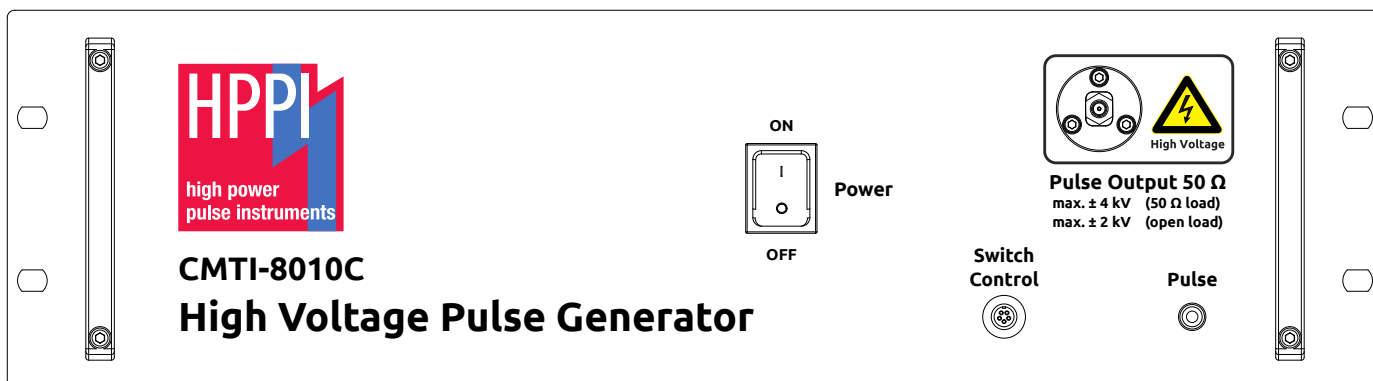 HPPI
high power
pulse instruments
CMTI-8010C
High Voltage Pulse Generator
ON
I
O
OFF
Power
High Voltage
Pulse Output 50 Ω
max. ± 4 kV (50 Ω load)
max. ± 2 kV (open load)
Switch
Control
Pulse